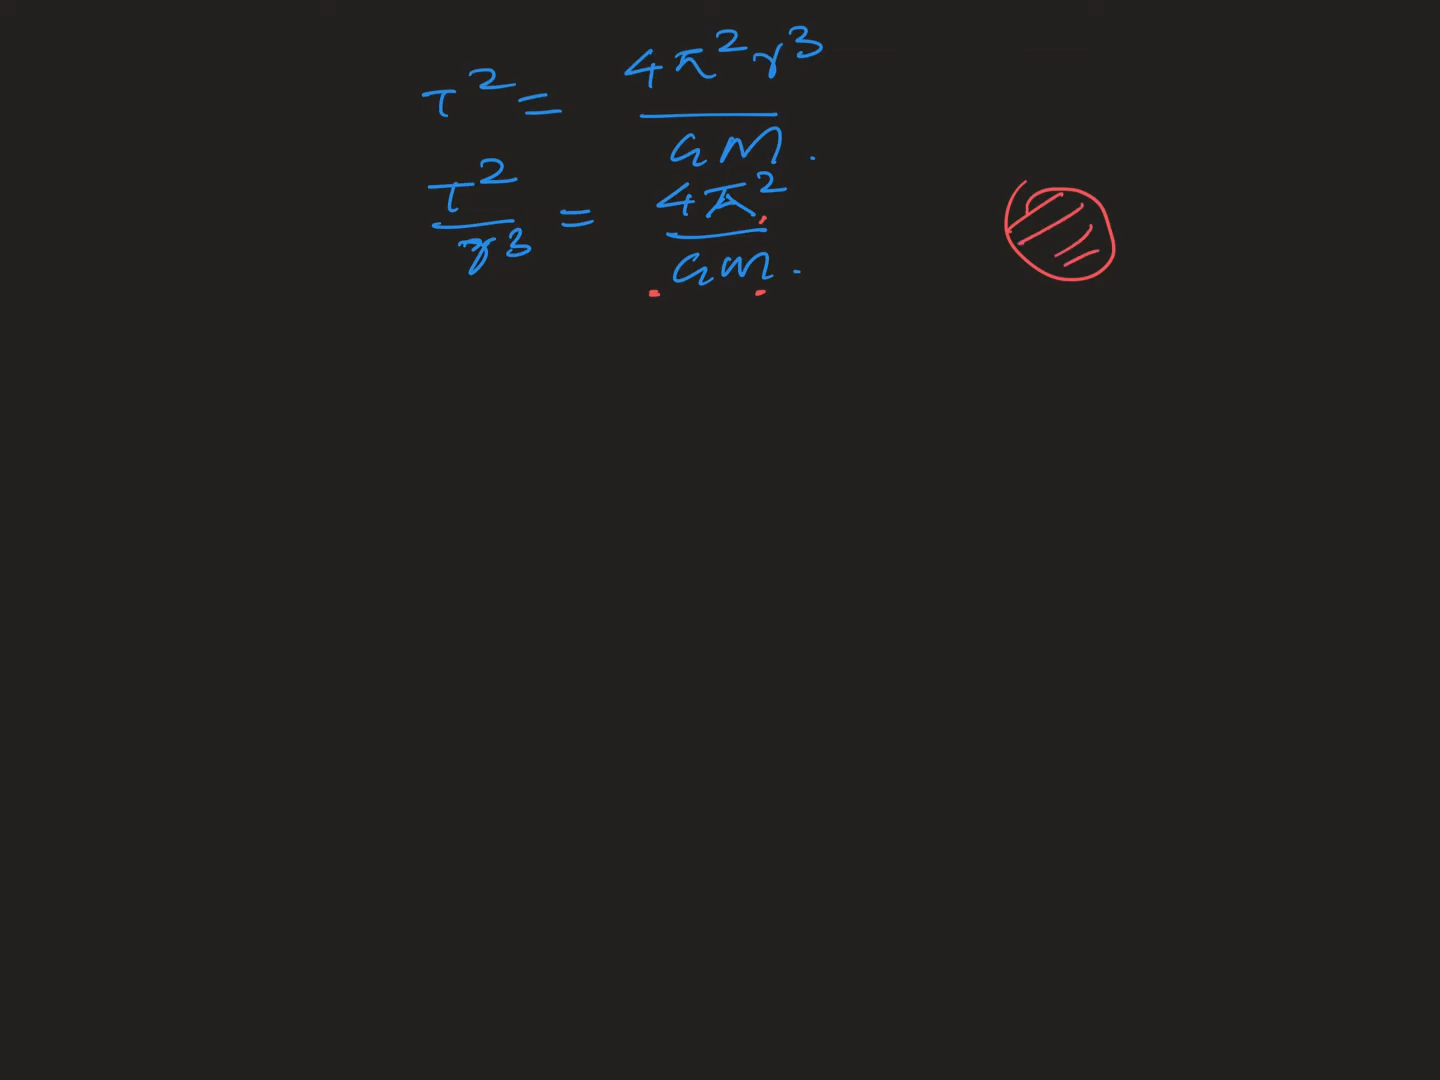 T² = 4π²r³ / GM.
T² / r³ = 4π² / GM.